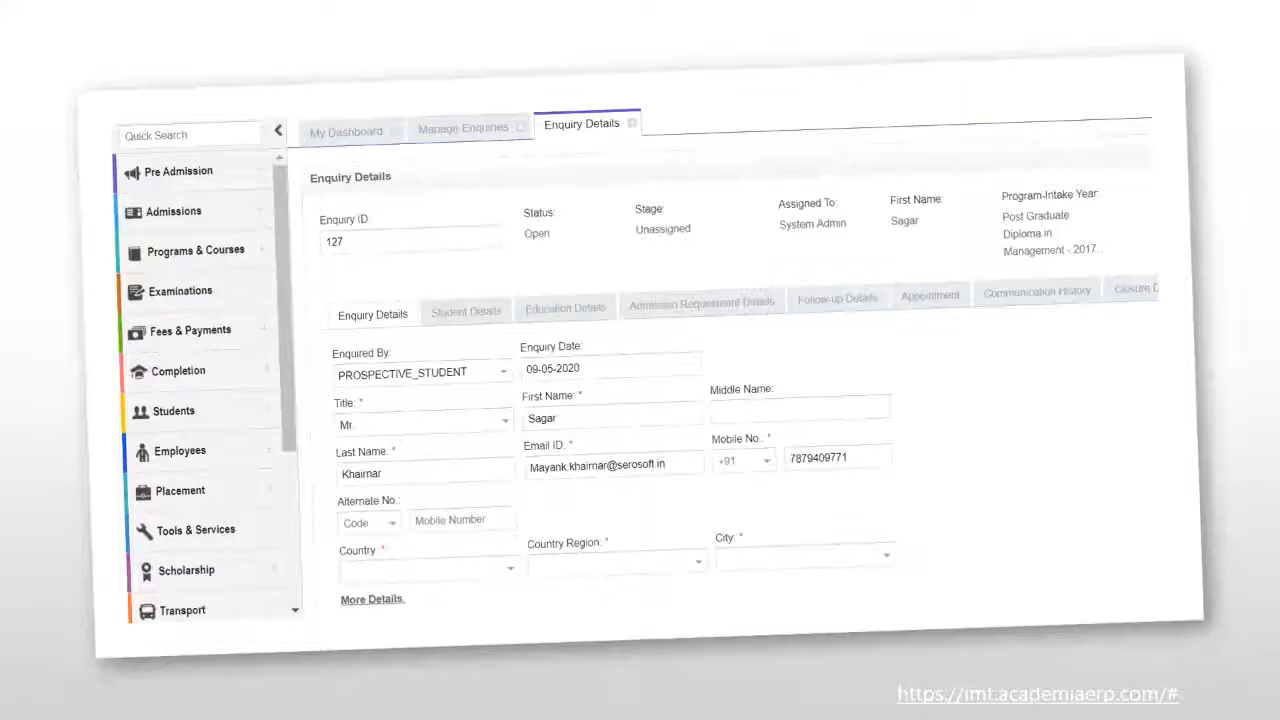 Quick Search
Pre Admission
Admissions
Programs & Courses
Examinations
Fees & Payments
Completion
Students
Employees
Placement
Tools & Services
Scholarship
Transport
My Dashboard
Manage Enquiries
Enquiry Details
Enquiry Details
Enquiry ID
127
Status:
Open
Stage:
Unassigned
Assigned To:
System Admin
First Name:
Sagar
Program-Intake Year
Post Graduate
Diploma in
Management - 2017..
Enquiry Details
Student Details
Education Details
Admission Requirement Details
Follow-up Details
Appointment
Communication History
Closure D
Enquired By:
PROSPECTIVE_STUDENT
Enquiry Date:
09-05-2020
Title: *
Mr.
First Name: *
Sagar
Middle Name:
Last Name: *
Khairnar
Email ID. *
Mayank.khairnar@serosoft.in
Mobile No.. *
+91
7879409771
Alternate No.:
Code
Mobile Number
Country *
Country Region: *
City: *
More Details.
https://imt.academiaerp.com/#